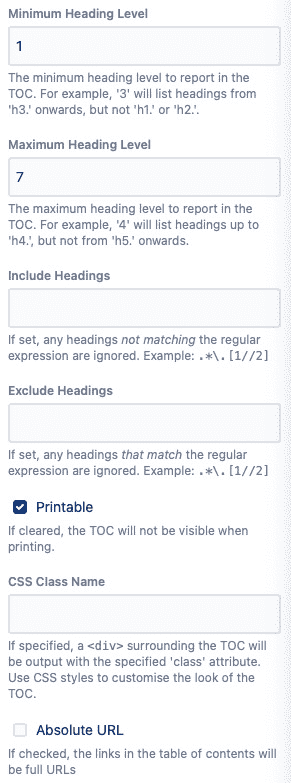 Minimum Heading Level
1
The minimum heading level to report in the
TOC. For example, '3' will list headings from
'h3.' onwards, but not 'h1.' or 'h2.'.
Maximum Heading Level
7
The maximum heading level to report in the
TOC. For example, '4' will list headings up to
'h4.', but not from 'h5.' onwards.
Include Headings
If set, any headings not matching the regular
expression are ignored. Example: .*\.[1//2]
Exclude Headings
If set, any headings that match the regular
expression are ignored. Example: .*\.[1//2]
Printable
If cleared, the TOC will not be visible when
printing.
CSS Class Name
If specified, a <div> surrounding the TOC will
be output with the specified 'class' attribute.
Use CSS styles to customise the look of the
TOC.
Absolute URL
If checked, the links in the table of contents will
be full URLs